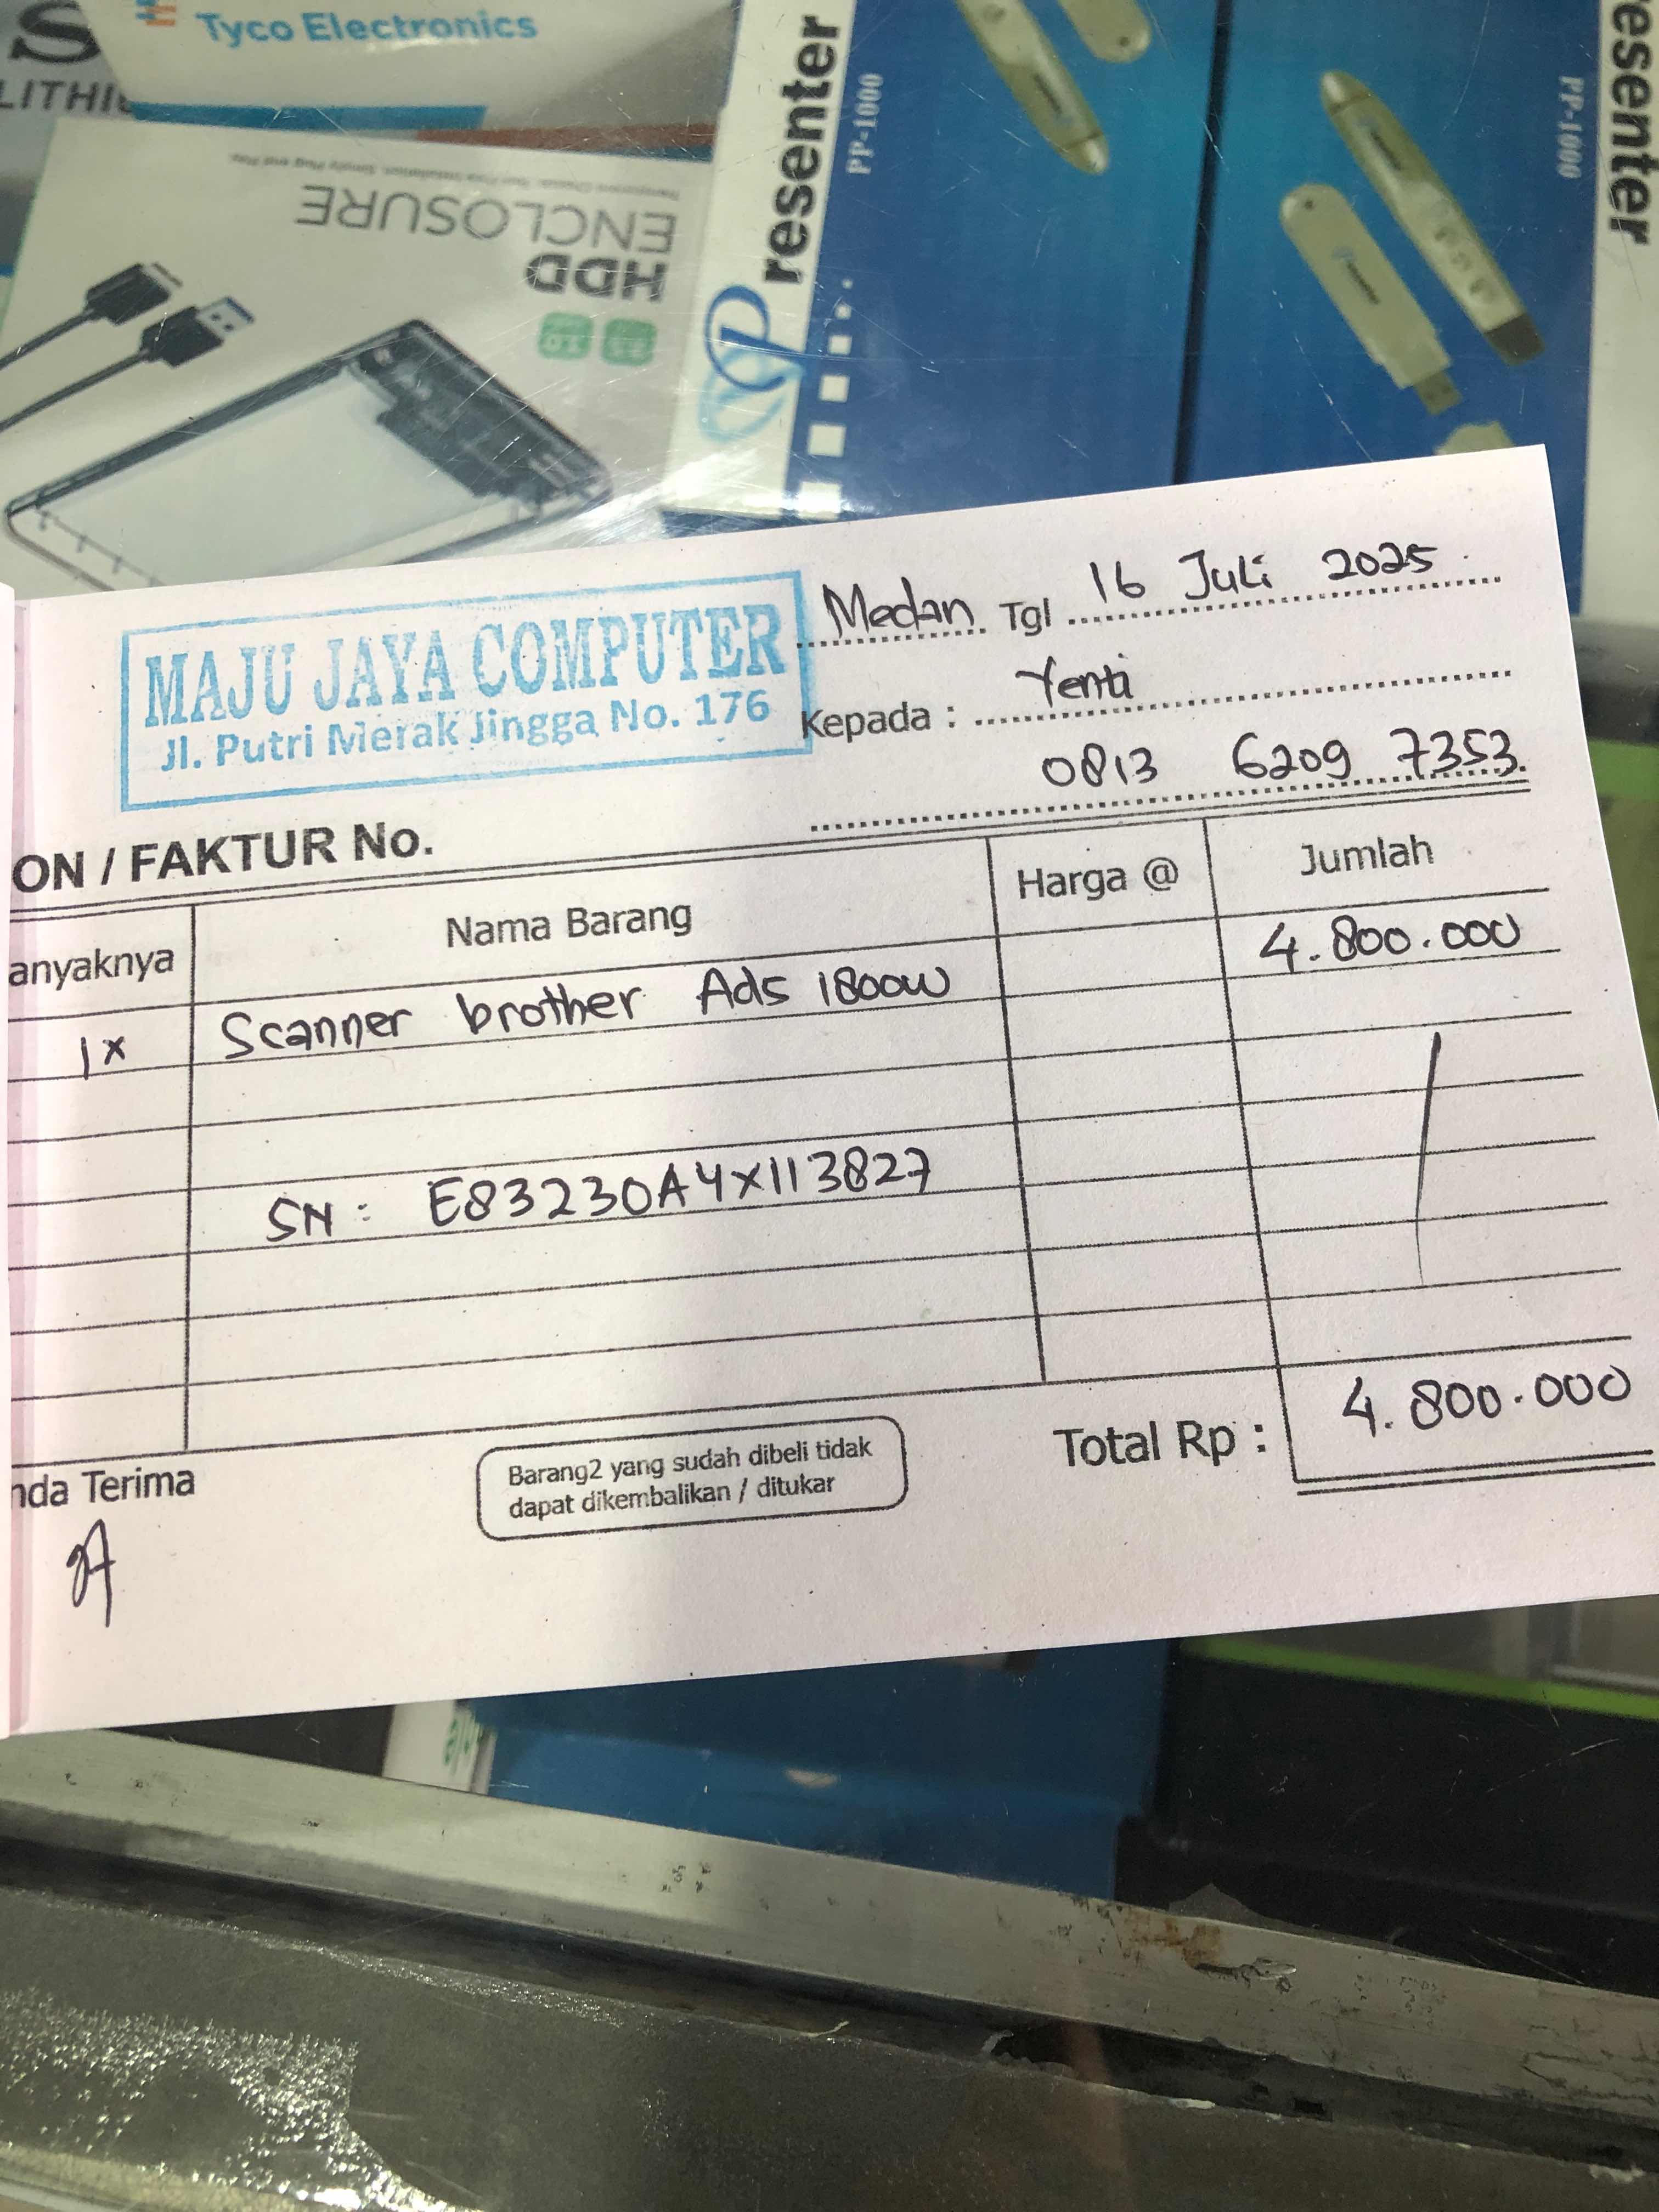 S
LITHIU
Tyco Electronics
HDD
ENCLOSURE
Presenter
PP-1000
PP-1000
resenter
MAJU JAYA COMPUTER
Jl. Putri Merak Jingga No. 176
Medan Tgl 16 Juli 2025
Kepada : Yenti
0813 6209 7353
ON / FAKTUR No.
anyaknya Nama Barang Harga @ Jumlah
1x Scanner brother Ads 1800W 4.800.000
SN : E83230A4X113827
Total Rp : 4.800.000
nda Terima
Barang2 yang sudah dibeli tidak
dapat dikembalikan / ditukar